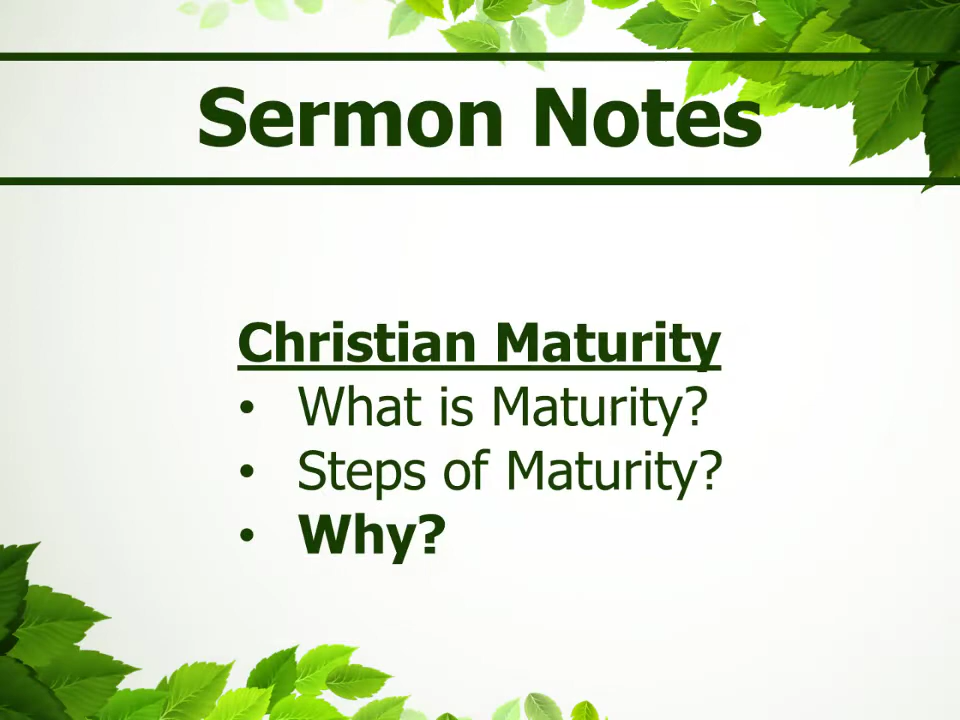 Sermon Notes
Christian Maturity
• What is Maturity?
• Steps of Maturity?
• Why?